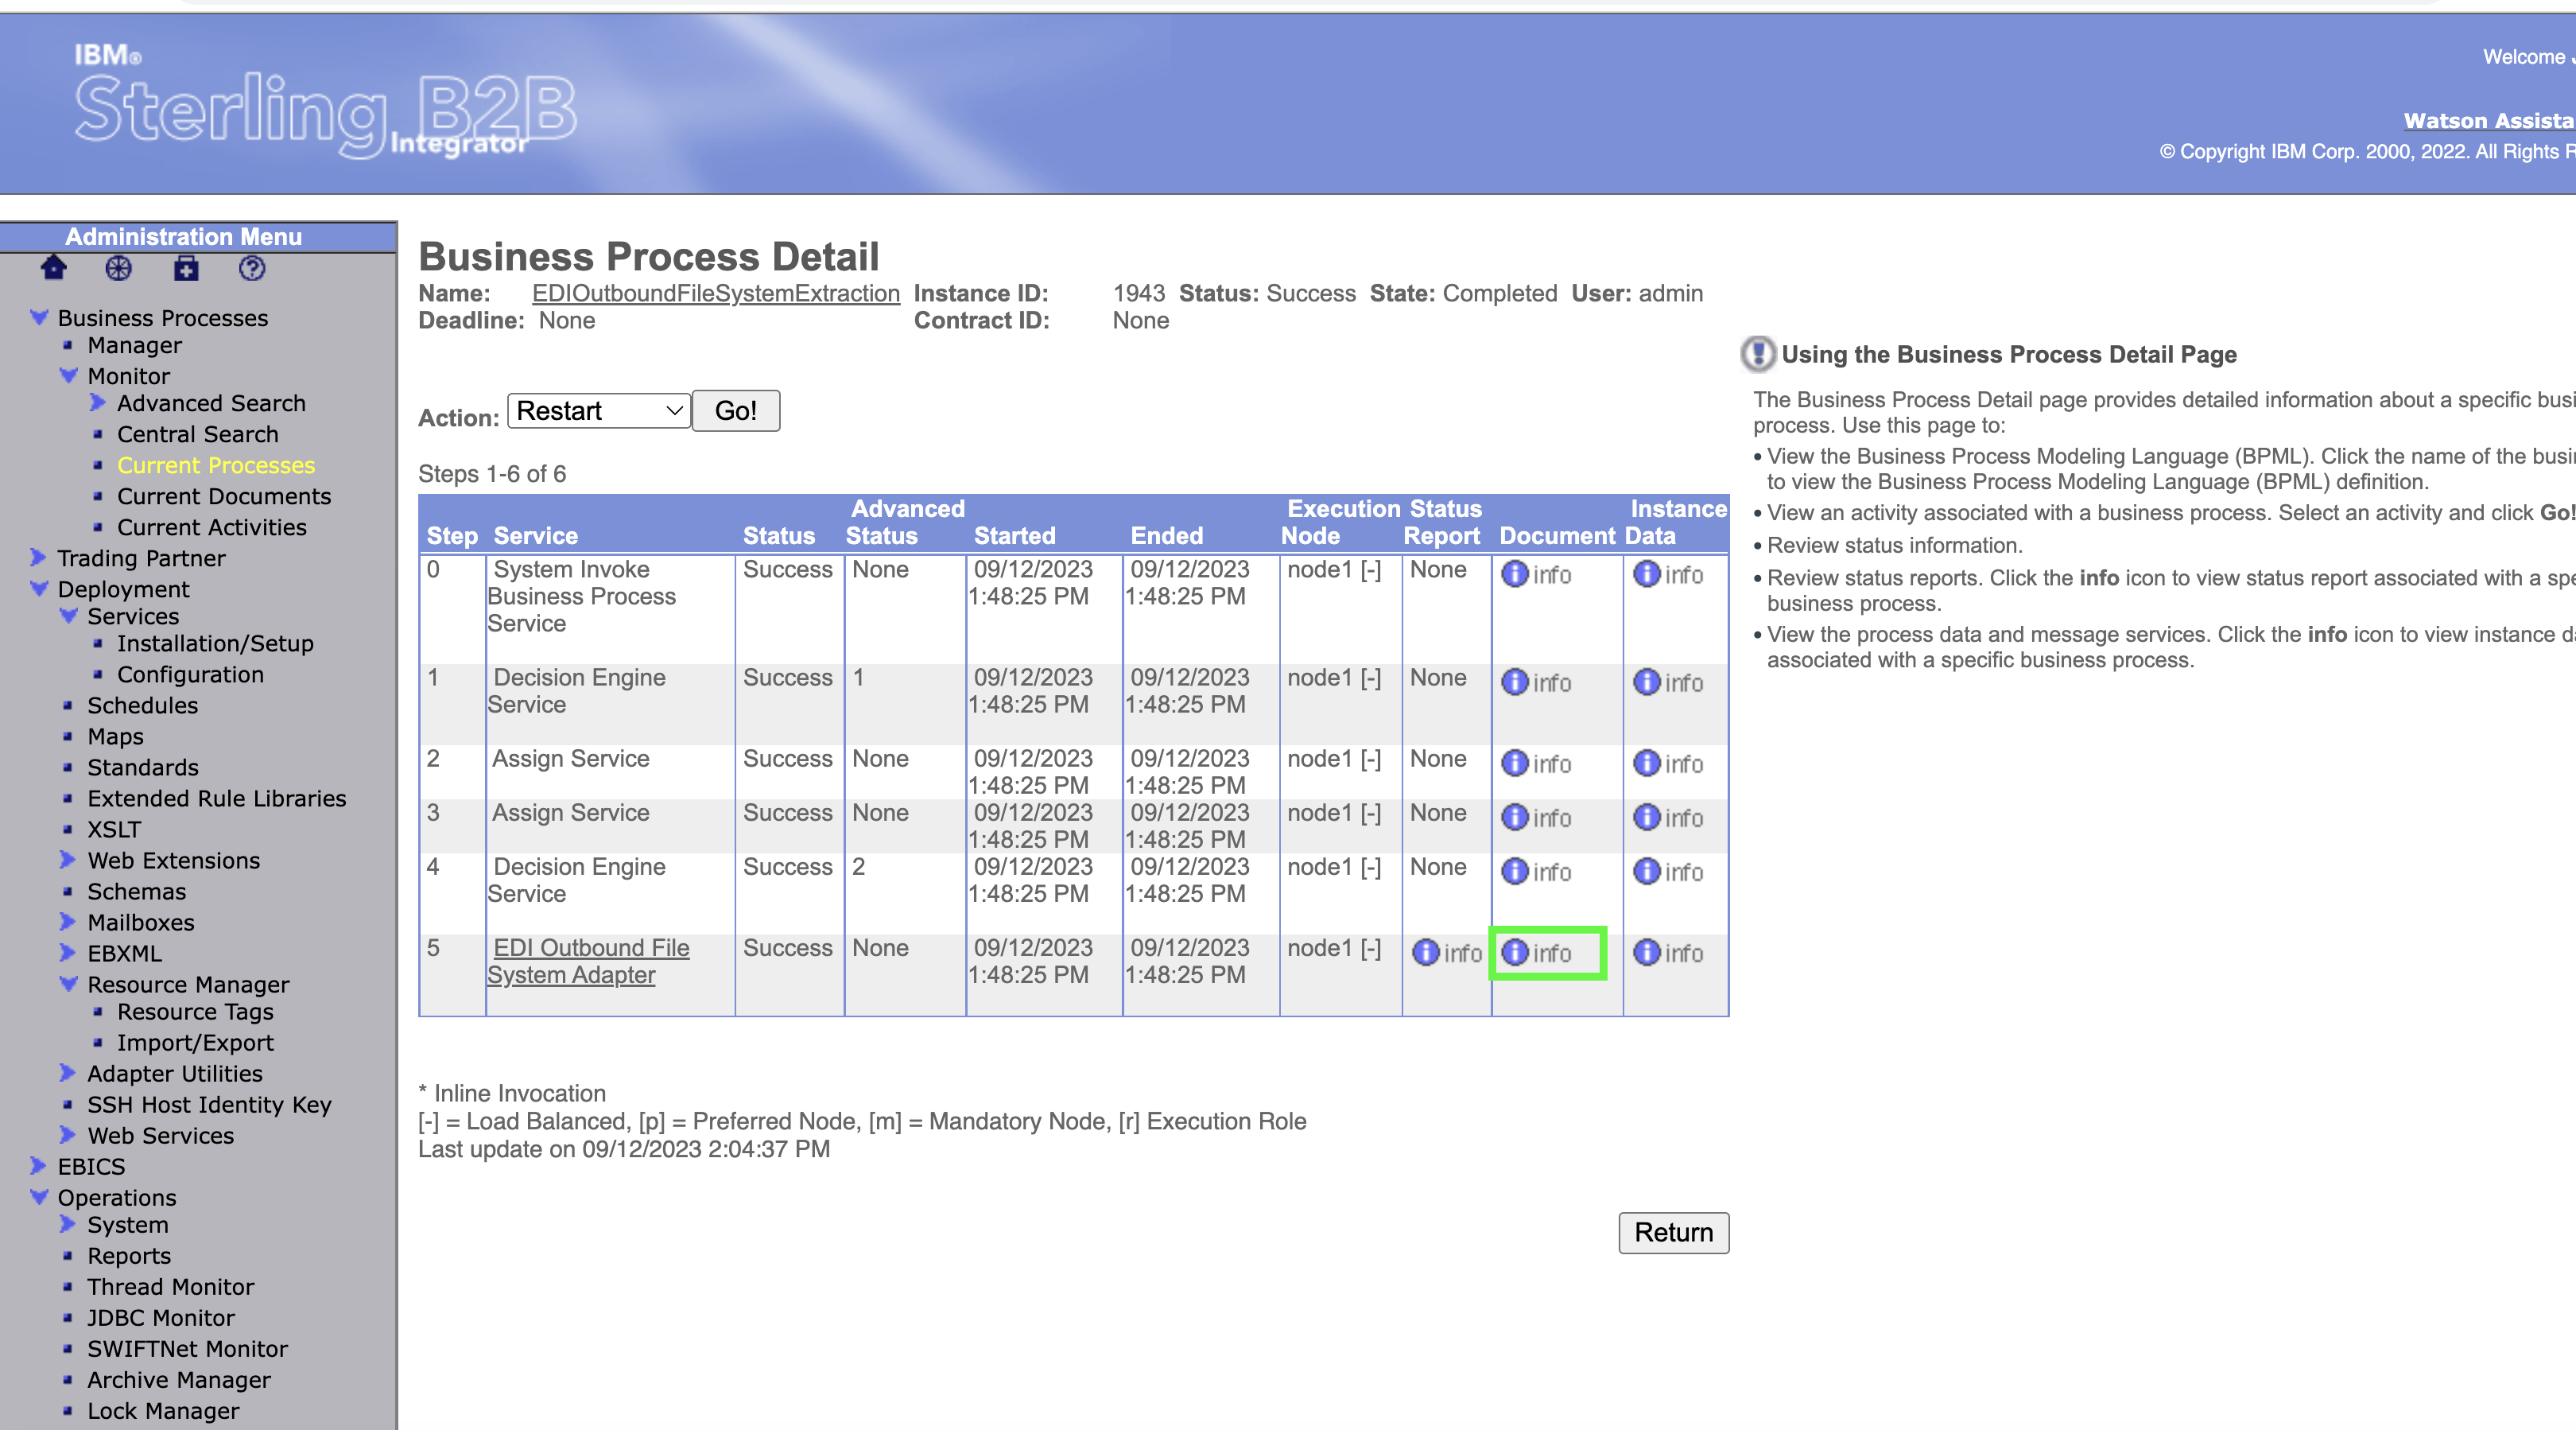 IBM®
Sterling B2B
Integrator
Welcome
Watson Assista
© Copyright IBM Corp. 2000, 2022. All Rights R
Administration Menu
Business Processes
Manager
Monitor
Advanced Search
Central Search
Current Processes
Current Documents
Current Activities
Trading Partner
Deployment
Services
Installation/Setup
Configuration
Schedules
Maps
Standards
Extended Rule Libraries
XSLT
Web Extensions
Schemas
Mailboxes
EBXML
Resource Manager
Resource Tags
Import/Export
Adapter Utilities
SSH Host Identity Key
Web Services
EBICS
Operations
System
Reports
Thread Monitor
JDBC Monitor
SWIFTNet Monitor
Archive Manager
Lock Manager
Business Process Detail
Name: EDIOutboundFileSystemExtraction Instance ID: 1943 Status: Success State: Completed User: admin
Deadline: None Contract ID: None
Action: Restart Go!
Steps 1-6 of 6
Advanced Execution Status Instance
Step Service Status Status Started Ended Node Report Document Data
0 System Invoke Success None 09/12/2023 09/12/2023 node1 [-] None info info
Business Process 1:48:25 PM 1:48:25 PM
Service
1 Decision Engine Success 1 09/12/2023 09/12/2023 node1 [-] None info info
Service 1:48:25 PM 1:48:25 PM
2 Assign Service Success None 09/12/2023 09/12/2023 node1 [-] None info info
1:48:25 PM 1:48:25 PM
3 Assign Service Success None 09/12/2023 09/12/2023 node1 [-] None info info
1:48:25 PM 1:48:25 PM
4 Decision Engine Success 2 09/12/2023 09/12/2023 node1 [-] None info info
Service 1:48:25 PM 1:48:25 PM
5 EDI Outbound File Success None 09/12/2023 09/12/2023 node1 [-] info info info
System Adapter 1:48:25 PM 1:48:25 PM
* Inline Invocation
[-] = Load Balanced, [p] = Preferred Node, [m] = Mandatory Node, [r] Execution Role
Last update on 09/12/2023 2:04:37 PM
Return
Using the Business Process Detail Page
The Business Process Detail page provides detailed information about a specific busi
process. Use this page to:
• View the Business Process Modeling Language (BPML). Click the name of the busi
to view the Business Process Modeling Language (BPML) definition.
• View an activity associated with a business process. Select an activity and click Go!
• Review status information.
• Review status reports. Click the info icon to view status report associated with a spe
business process.
• View the process data and message services. Click the info icon to view instance d
associated with a specific business process.